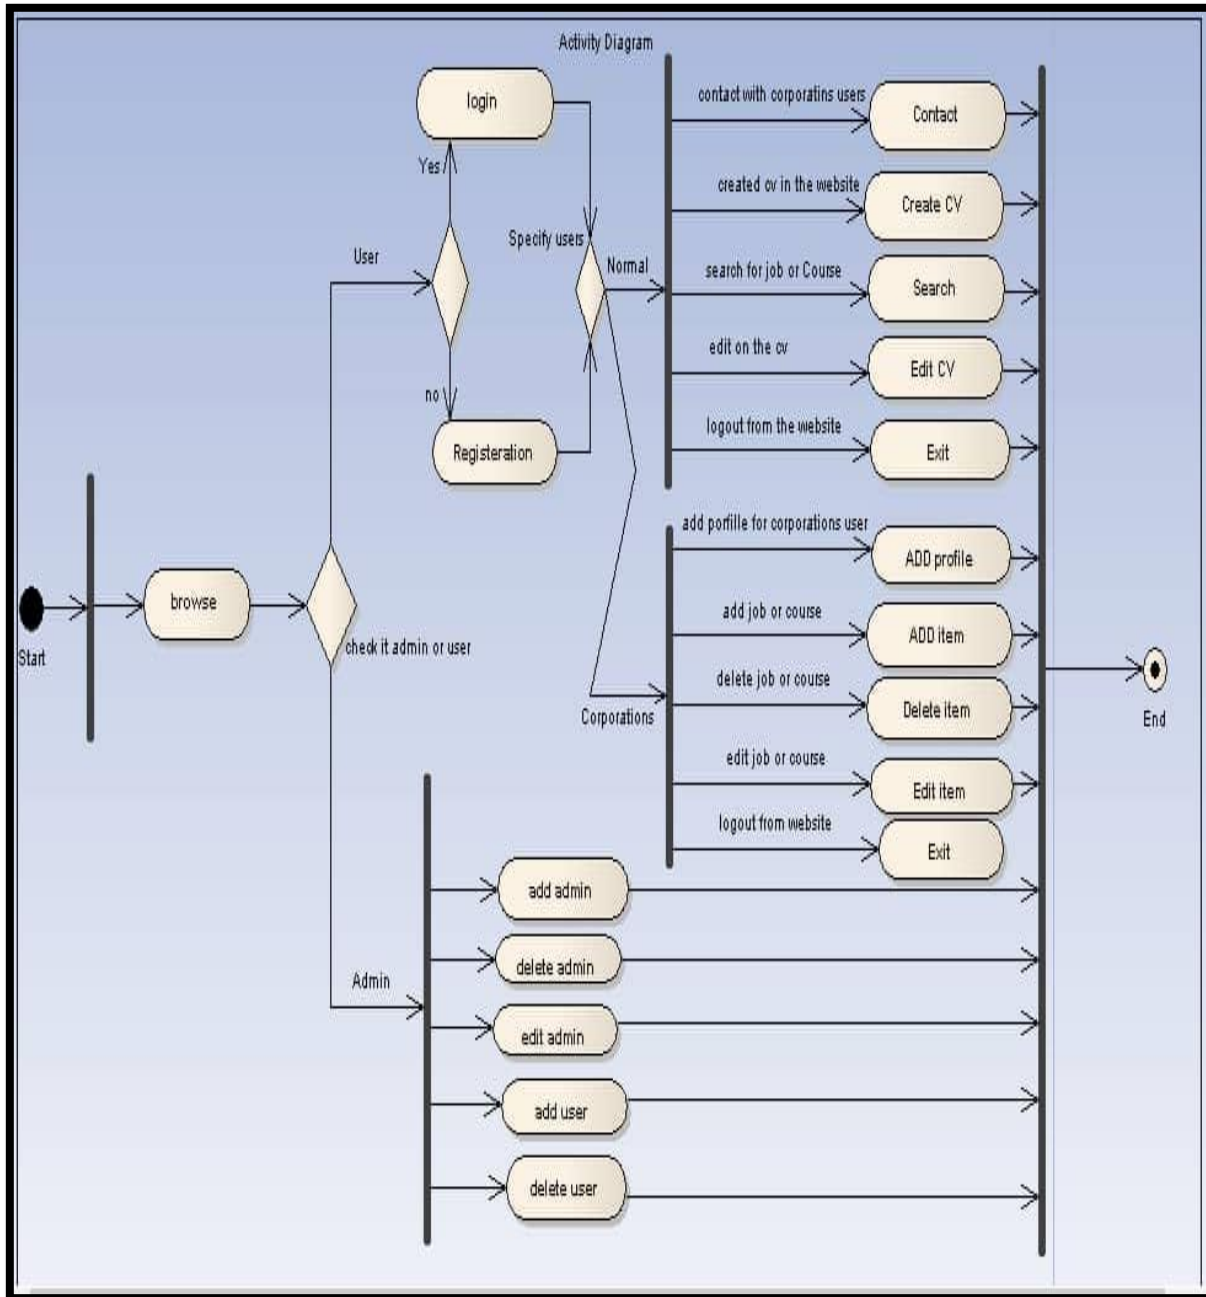 Activity Diagram
login
Yes
User
Specify users
Normal
no
Registeration
contact with corporatins users
Contact
created cv in the website
Create CV
search for job or Course
Search
edit on the cv
Edit CV
logout from the website
Exit
Start
browse
check it admin or user
add porfille for corporations user
ADD profile
add job or course
ADD item
delete job or course
Delete item
Corporations
edit job or course
Edit item
logout from website
Exit
End
Admin
add admin
delete admin
edit admin
add user
delete user